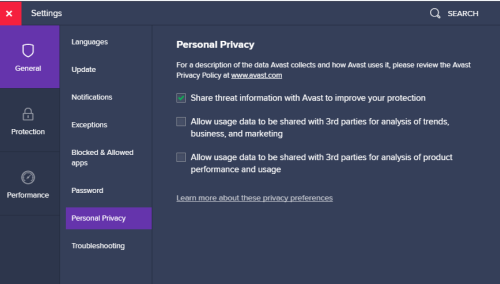 Settings
SEARCH
General
Protection
Performance
Languages
Update
Notifications
Exceptions
Blocked & Allowed
apps
Password
Personal Privacy
Troubleshooting
Personal Privacy
For a description of the data Avast collects and how Avast uses it, please review the Avast
Privacy Policy at www.avast.com
Share threat information with Avast to improve your protection
Allow usage data to be shared with 3rd parties for analysis of trends,
business, and marketing
Allow usage data to be shared with 3rd parties for analysis of product
performance and usage
Learn more about these privacy preferences